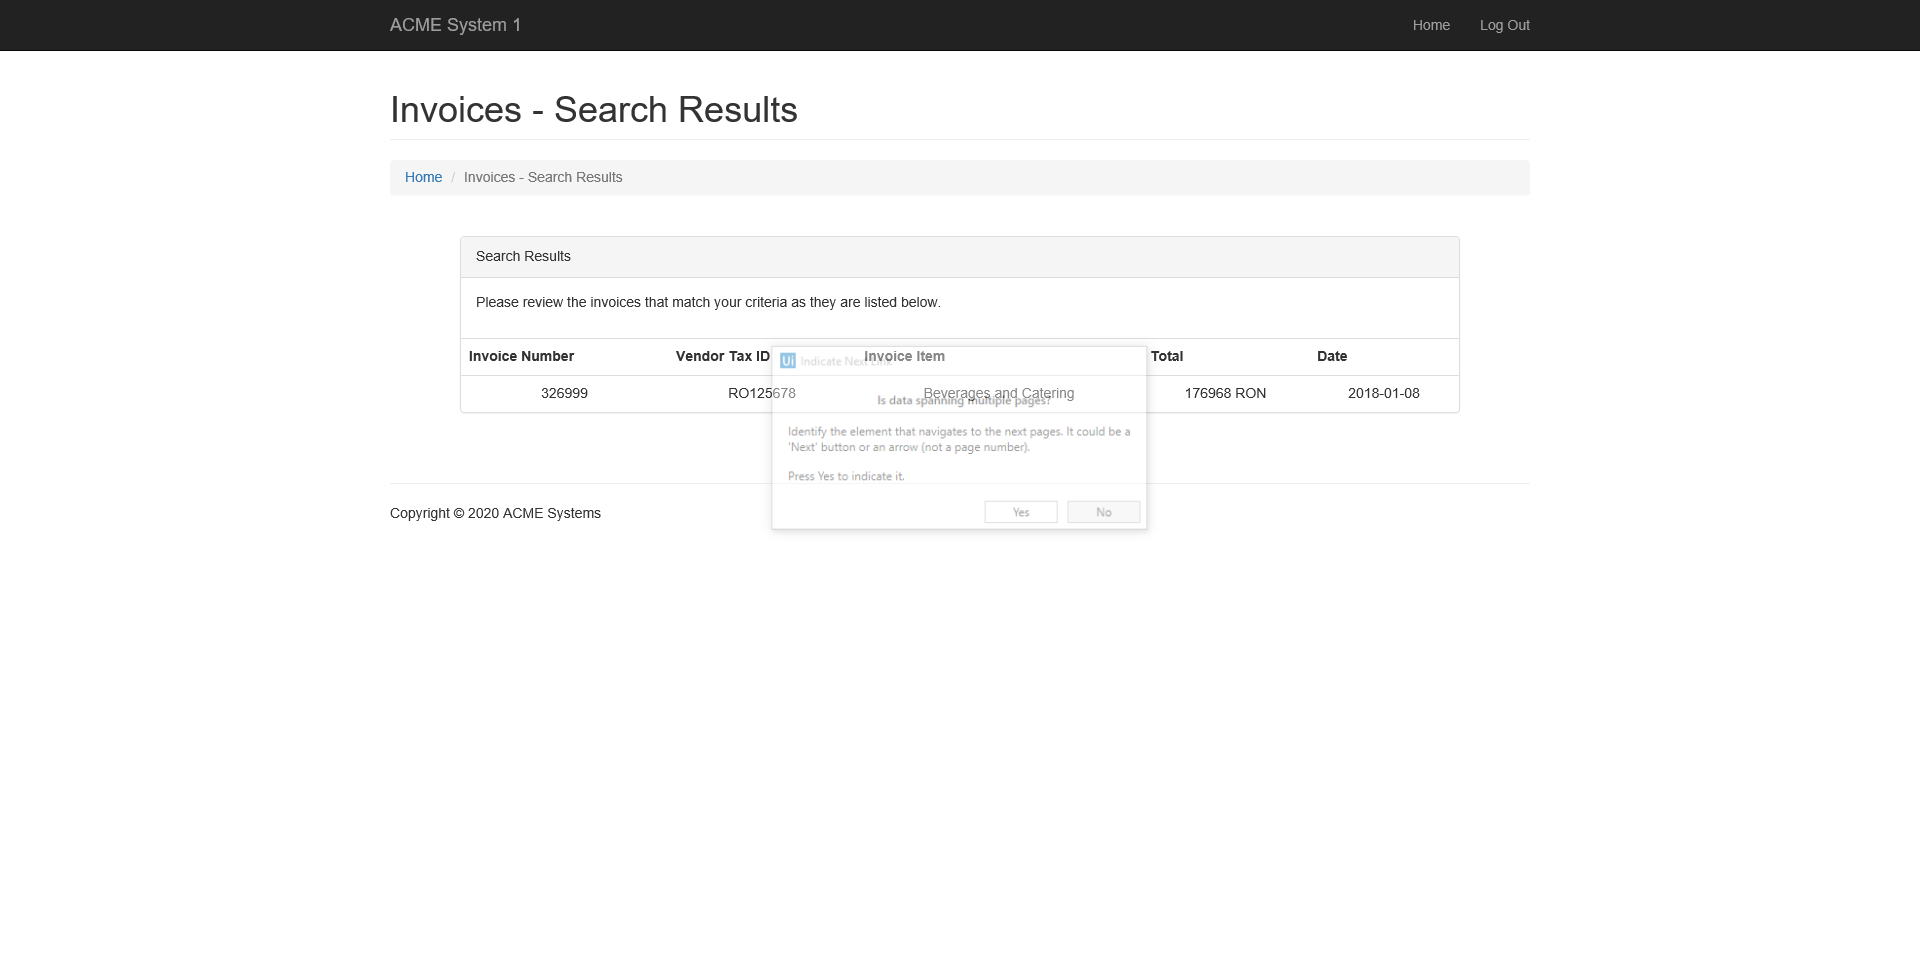 ACME System 1 Home Log Out
Invoices - Search Results
Home / Invoices - Search Results
Search Results
Please review the invoices that match your criteria as they are listed below.
Invoice Number Vendor Tax ID Invoice Item Total Date
326999 RO125678 Beverages and Catering 176968 RON 2018-01-08
Ui Indicate Next Link
Is data spanning multiple pages?
Identify the element that navigates to the next pages. It could be a
'Next' button or an arrow (not a page number).
Press Yes to indicate it.
Yes No
Copyright © 2020 ACME Systems